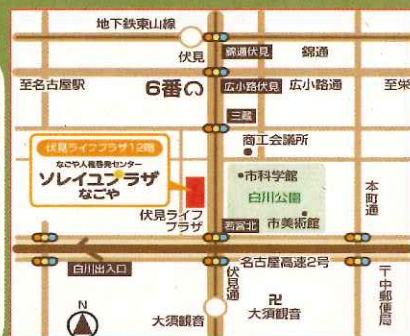 地下鉄東山線
伏見
錦通伏見
錦通
至名古屋駅
6番
広小路伏見
広小路通
至栄
三蔵
商工会議所
伏見ライフプラザ12階
なごや人権啓発センター
ソレイユプラザ
なごや
市科学館
白川公園
市美術館
本町通
伏見ライフ
プラザ
若宮北
白川出入口
伏見通
名古屋高速2号
〒中郵便局
N
大須観音
卍
大須観音